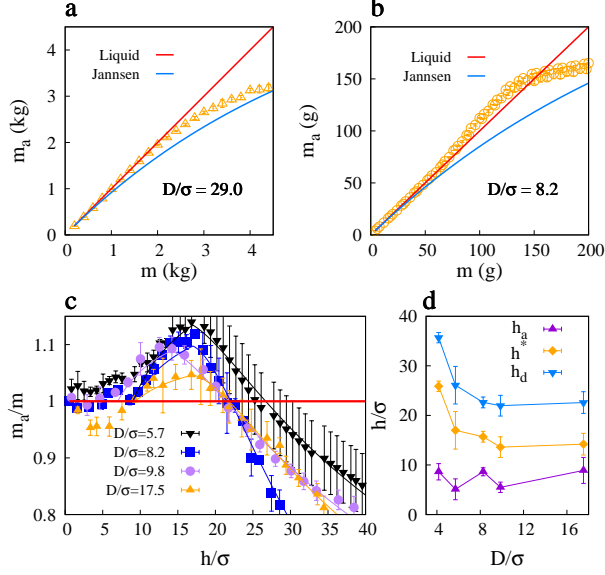 a
4
3
2
1
0
m_a (kg)
Liquid
Jannsen
D/σ = 29.0
0 1 2 3 4
m (kg)
b
200
150
100
50
0
m_a (g)
Liquid
Jannsen
D/σ = 8.2
0 50 100 150 200
m (g)
c
1.1
1
0.9
0.8
m_a/m
D/σ=5.7
D/σ=8.2
D/σ=9.8
D/σ=17.5
0 5 10 15 20 25 30 35 40
h/σ
d
40
30
20
10
0
h/σ
h_a
h^*
h_d
4 8 12 16
D/σ